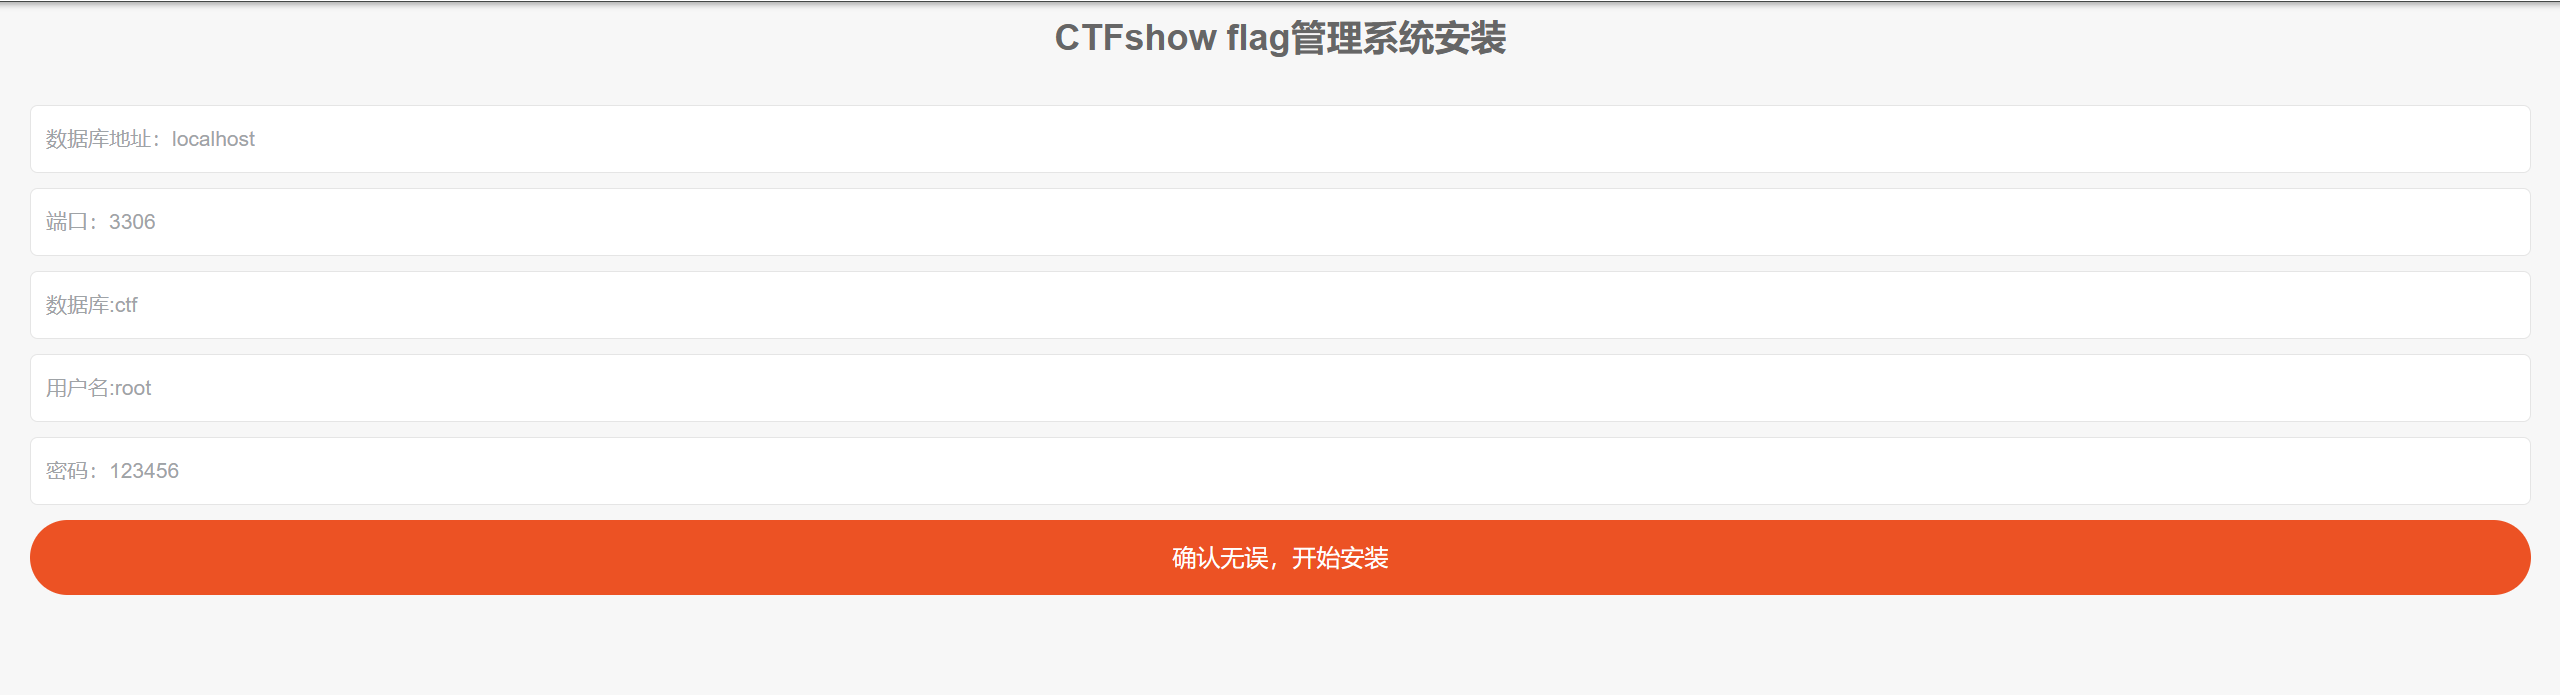 CTFshow flag管理系统安装
数据库地址：localhost
端口：3306
数据库:ctf
用户名:root
密码：123456
确认无误，开始安装